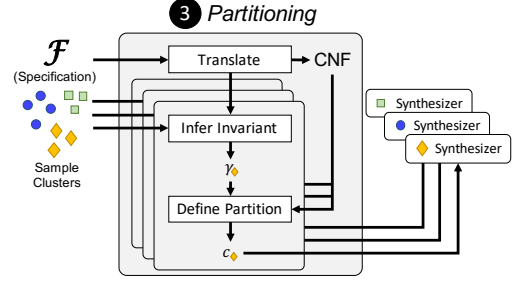 3 Partitioning
ℱ
(Specification)
Translate
CNF
Sample
Clusters
Infer Invariant
γ
Define Partition
c
Synthesizer
Synthesizer
Synthesizer